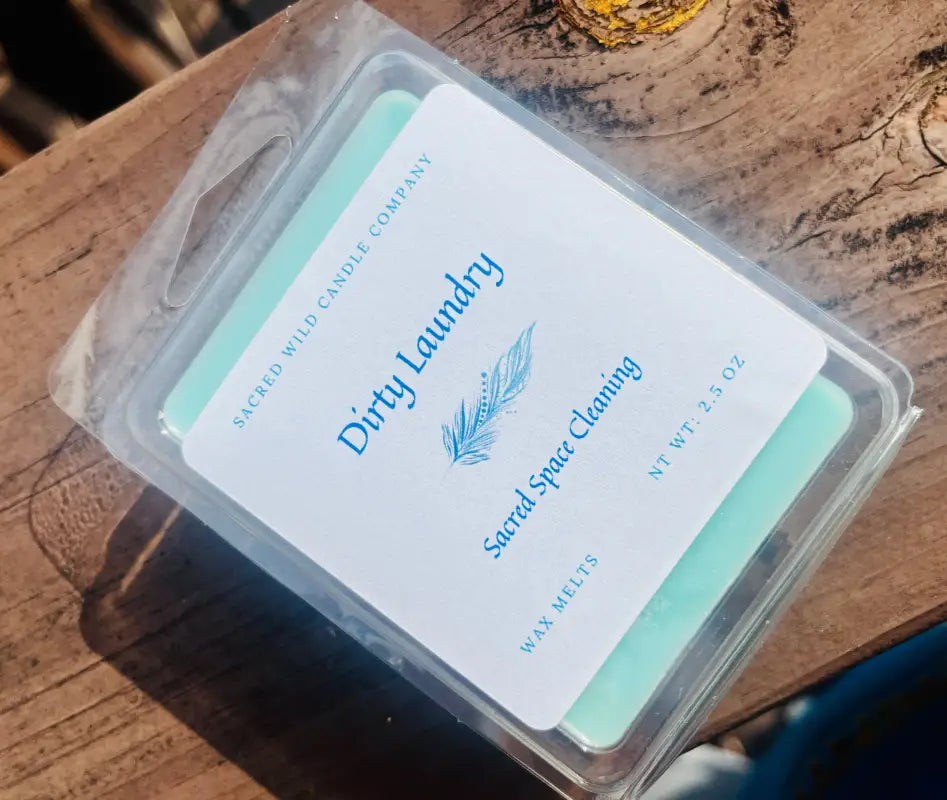 SACRED WILD CANDLE COMPANY
Dirty Laundry
Sacred Space Cleaning
WAX MELTS
NT WT: 2.5 OZ